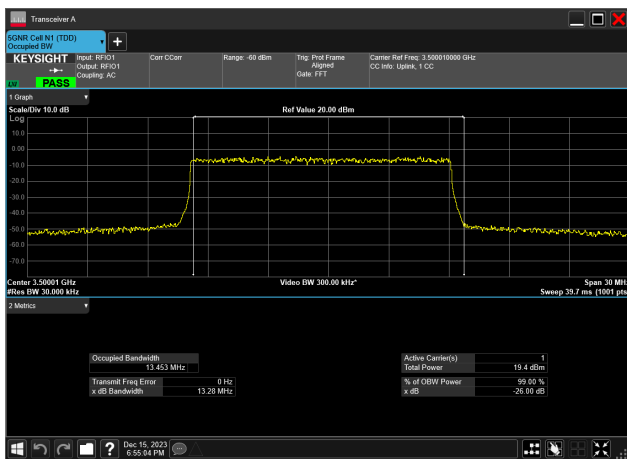 Transceiver A
5GNR Cell N1 (TDD)
Occupied BW
KEYSIGHT
LXI
PASS
Input: RFIO1
Output: RFIO1
Coupling: AC
Corr CCorr
Range: -60 dBm
Trig: Prot Frame
Aligned
Gate: FFT
Carrier Ref Freq: 3.500010000 GHz
CC Info: Uplink, 1 CC
1 Graph
Scale/Div 10.0 dB
Ref Value 20.00 dBm
Log
10.0
0.00
-10.0
-20.0
-30.0
-40.0
-50.0
-60.0
-70.0
Center 3.50001 GHz
Video BW 300.00 kHz*
Span 30 MH
#Res BW 30.000 kHz
Sweep 39.7 ms (1001 pts
2 Metrics
Occupied Bandwidth
13.453 MHz
Transmit Freq Error 0 Hz
x dB Bandwidth 13.28 MHz
Active Carrier(s) 1
Total Power 19.4 dBm
% of OBW Power 99.00 %
x dB -26.00 dB
Dec 15, 2023
6:55:04 PM